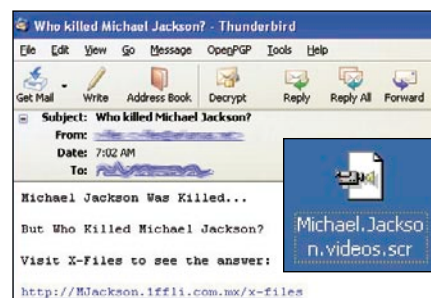 Who killed Michael Jackson? - Thunderbird
File Edit View Go Message OpenPGP Tools Help
Get Mail Write Address Book Decrypt Reply Reply All Forward
Subject: Who killed Michael Jackson?
From:
Date: 7:02 AM
To:
Michael Jackson Was Killed...
But Who Killed Michael Jackson?
Visit X-Files to see the answer:
http://MJackson.1ffli.com.mx/x-files
Michael.Jackso
n.videos.scr